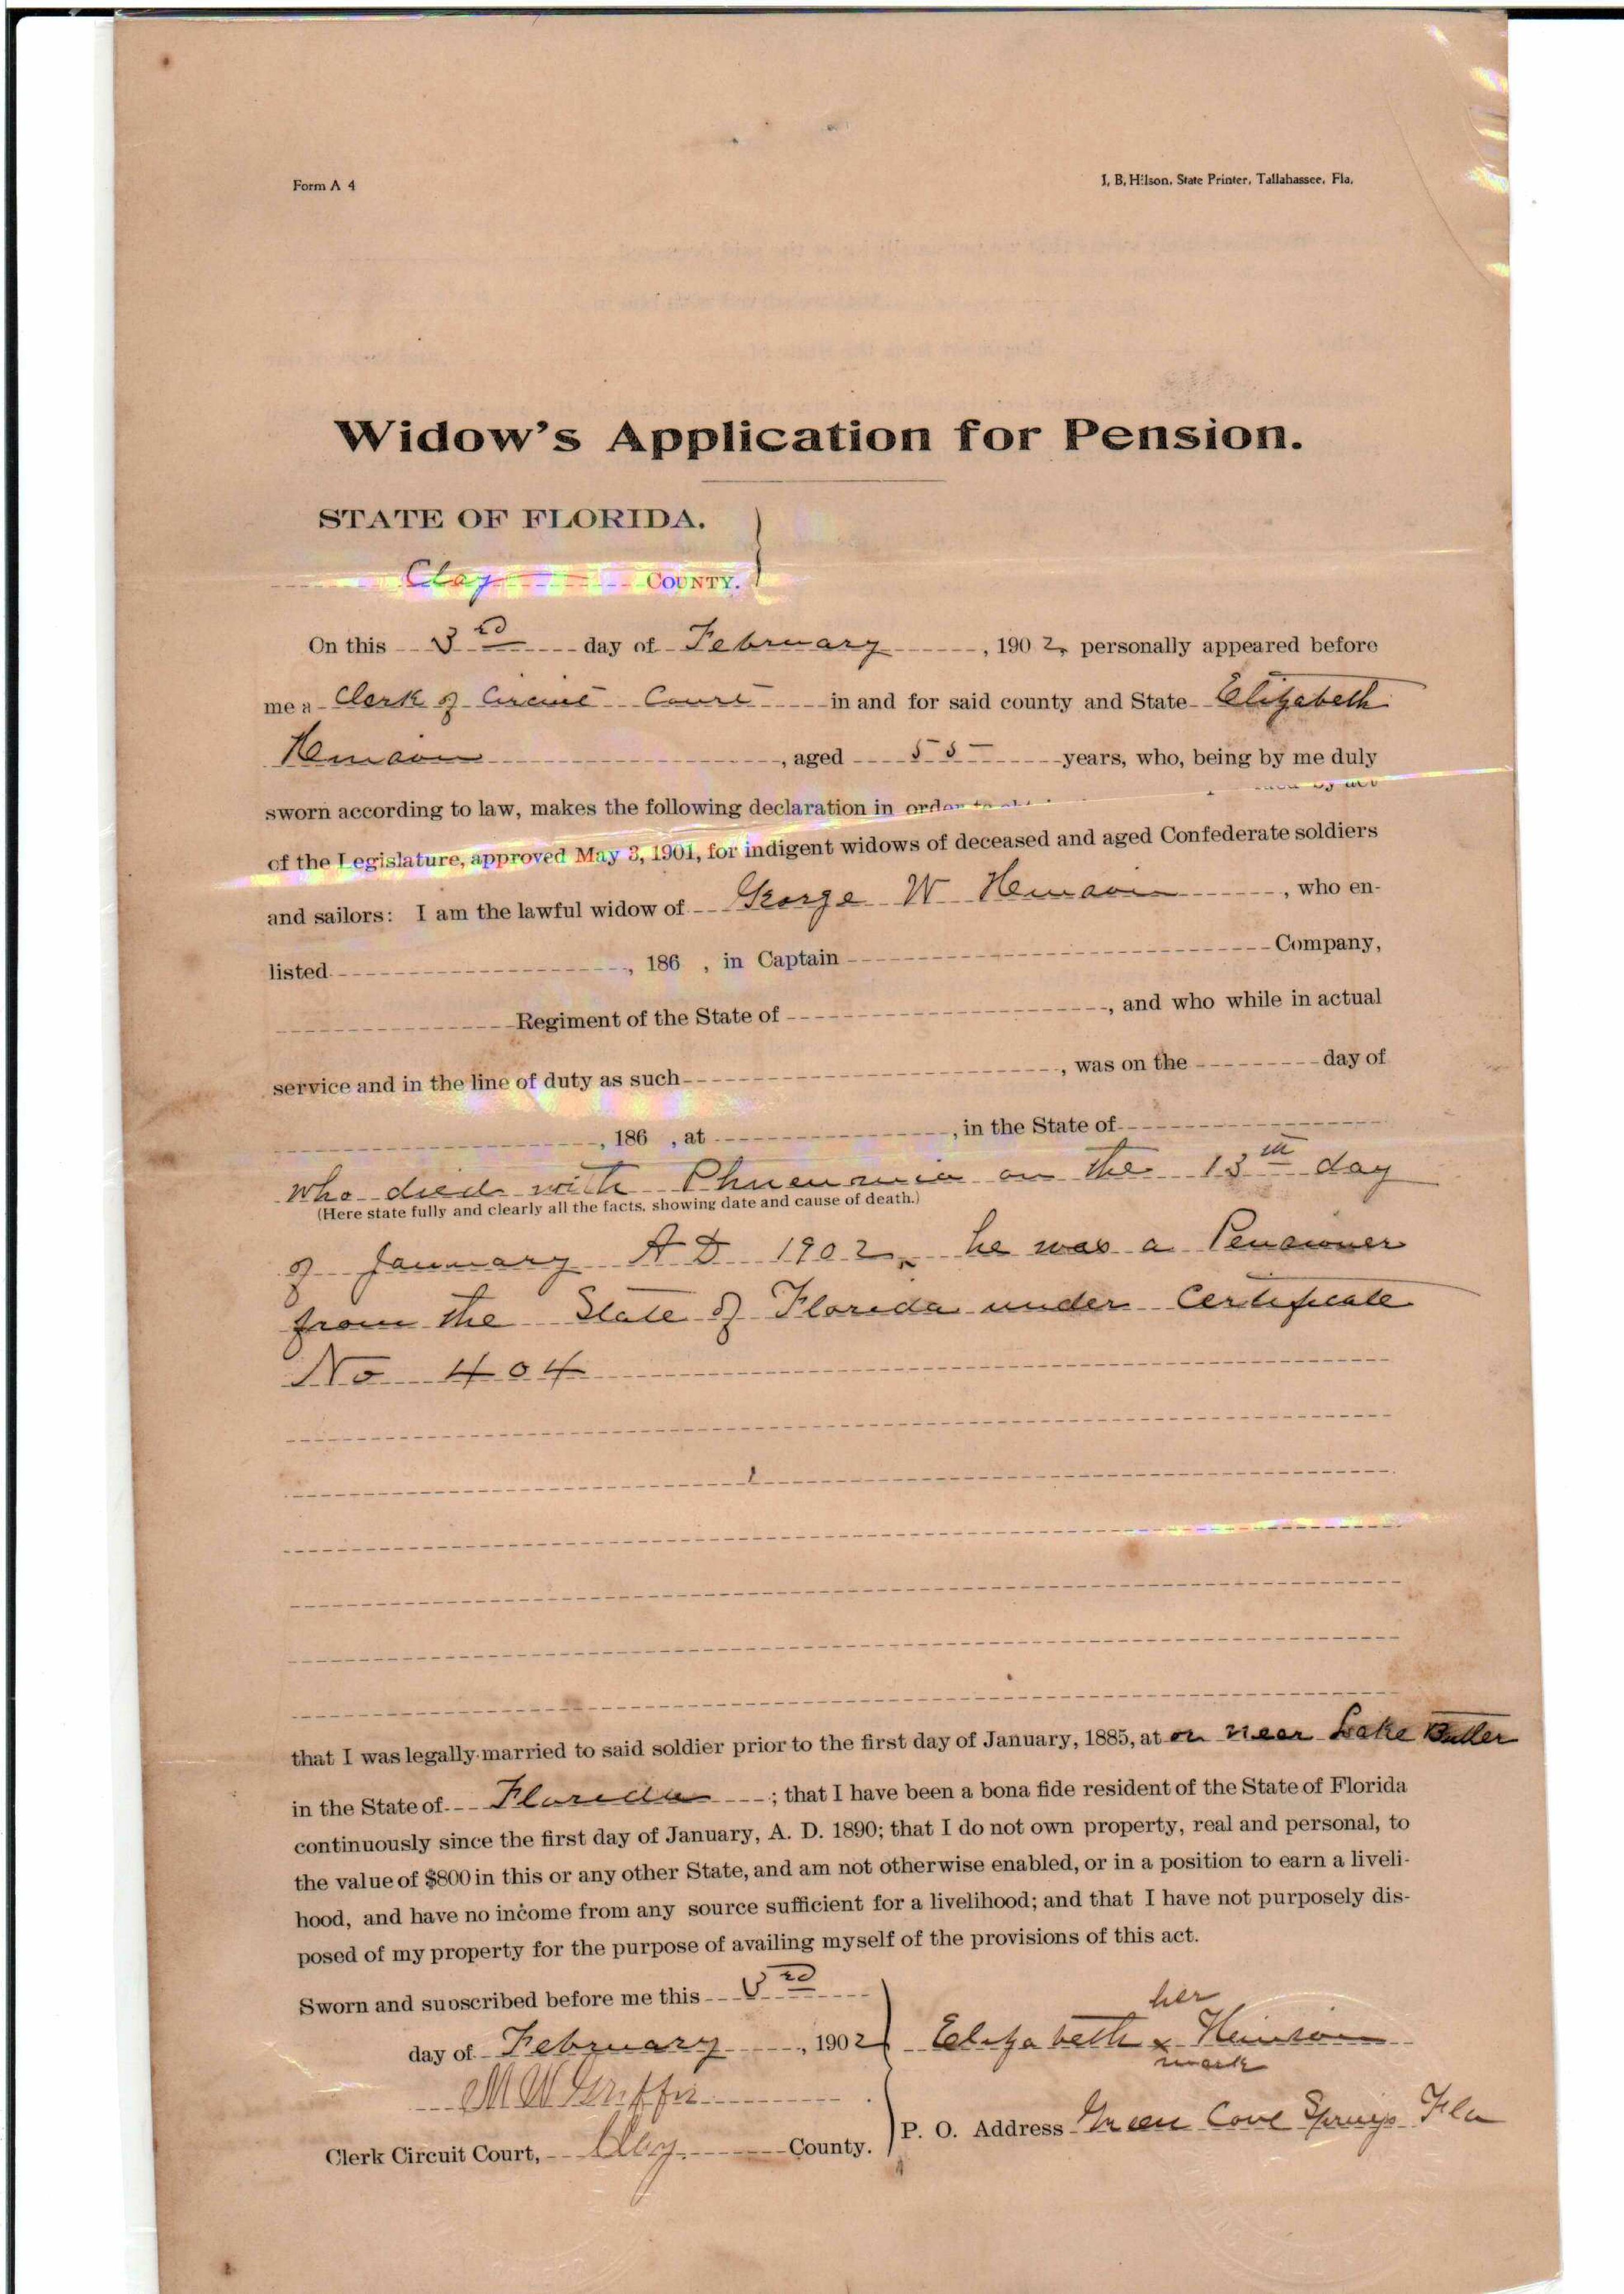 Form A 4
I. B. Hilson, State Printer, Tallahassee, Fla.
Widow's Application for Pension.
STATE OF FLORIDA.
Clay COUNTY.
On this 3rd day of February, 1902, personally appeared before
me a Clerk of Circuit Court in and for said county and State Elizabeth
aged 55 years, who, being by me duly
sworn according to law, makes the following declaration in order to
of the Legislature, approved May 3, 1901, for indigent widows of deceased and aged Confederate soldiers
and sailors: I am the lawful widow of George W , who en-
listed , 186 , in Captain Company,
Regiment of the State of , and who while in actual
service and in the line of duty as such , was on the day of
, 186 , at , in the State of
who died with Phneumnia on the 13th day
(Here state fully and clearly all the facts, showing date and cause of death.)
of January A D 1902, he was a Pensioner
from the State of Florida under Certificate
No 404
that I was legally married to said soldier prior to the first day of January, 1885, at or near Lake Butler
in the State of Florida ; that I have been a bona fide resident of the State of Florida
continuously since the first day of January, A. D. 1890; that I do not own property, real and personal, to
the value of $800 in this or any other State, and am not otherwise enabled, or in a position to earn a liveli-
hood, and have no income from any source sufficient for a livelihood; and that I have not purposely dis-
posed of my property for the purpose of availing myself of the provisions of this act.
Sworn and subscribed before me this 3rd
day of February, 1902
her
Elizabeth x Hinson
mark
M W Griffin
P. O. Address Green Cove Springs Fla
Clerk Circuit Court, Clay County.